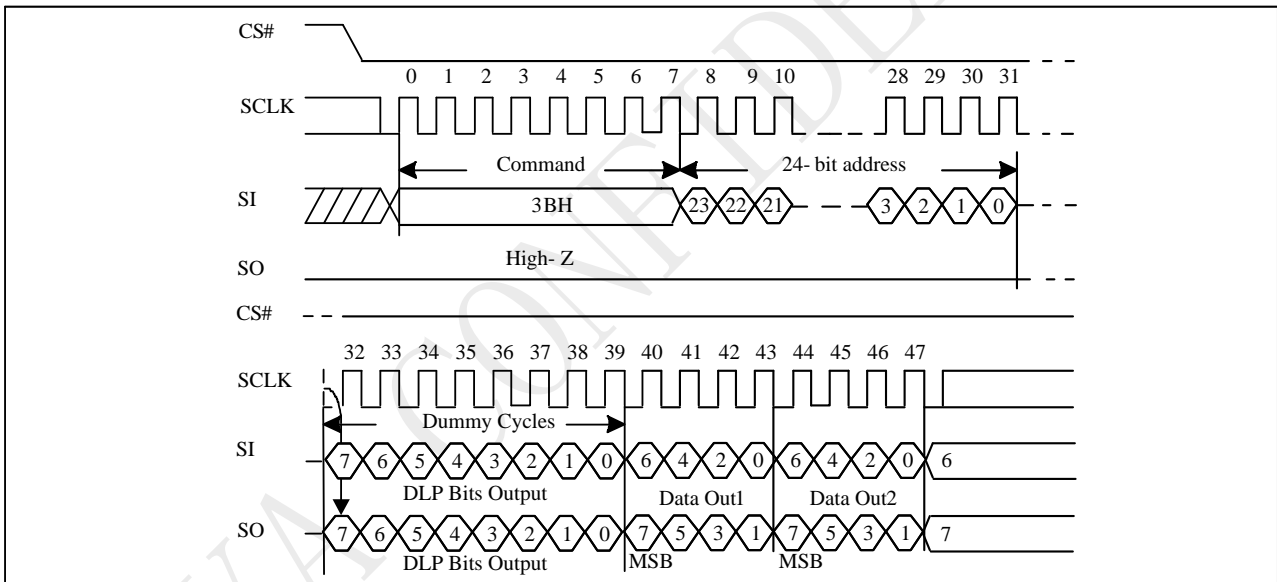 CS#
0 1 2 3 4 5 6 7 8 9 10 28 29 30 31
SCLK
Command 24- bit address
SI 3BH 23 22 21 3 2 1 0
High- Z
SO
CS#
32 33 34 35 36 37 38 39 40 41 42 43 44 45 46 47
SCLK
Dummy Cycles
SI 7 6 5 4 3 2 1 0 6 4 2 0 6 4 2 0 6
DLP Bits Output Data Out1 Data Out2
SO 7 6 5 4 3 2 1 0 7 5 3 1 7 5 3 1 7
DLP Bits Output MSB MSB